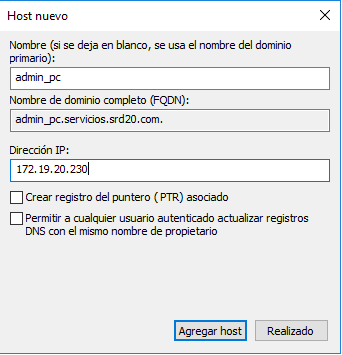 Host nuevo
Nombre (si se deja en blanco, se usa el nombre del dominio
primario):
admin_pc
Nombre de dominio completo (FQDN):
admin_pc.servicios.srd20.com.
Dirección IP:
172.19.20.230
Crear registro del puntero ( PTR) asociado
Permitir a cualquier usuario autenticado actualizar registros
DNS con el mismo nombre de propietario
Agregar host
Realizado